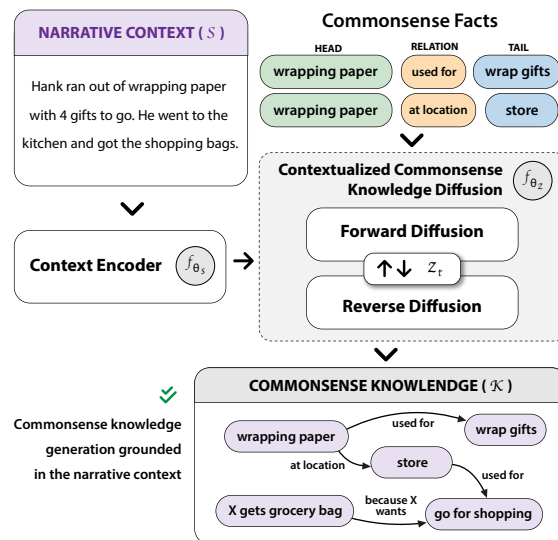 NARRATIVE CONTEXT ( S )
Hank ran out of wrapping paper
with 4 gifts to go. He went to the
kitchen and got the shopping bags.
Commonsense Facts
HEAD RELATION TAIL
wrapping paper used for wrap gifts
wrapping paper at location store
Contextualized Commonsense
Knowledge Diffusion
f θz
Forward Diffusion
zt
Reverse Diffusion
Context Encoder f θs
COMMONSENSE KNOWLENDGE ( K )
Commonsense knowledge
generation grounded
in the narrative context
wrapping paper used for wrap gifts
at location store used for
X gets grocery bag because X
wants go for shopping